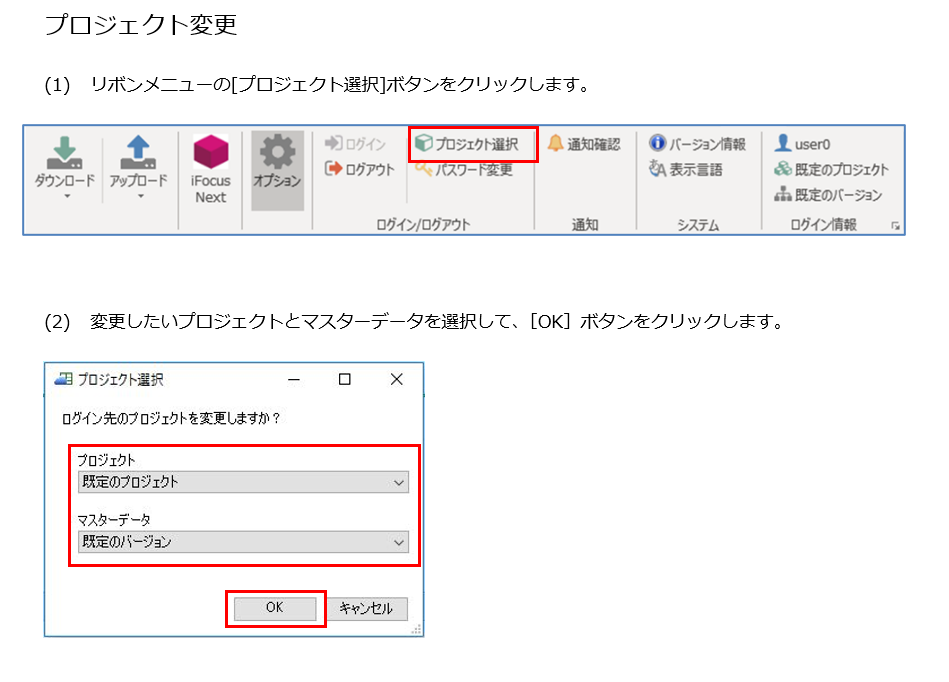 プロジェクト変更
(1) リボンメニューの[プロジェクト選択]ボタンをクリックします。
ダウンロード
アップロード
iFocus
Next
オプション
ログイン
ログアウト
プロジェクト選択
パスワード変更
ログイン/ログアウト
通知確認
通知
バージョン情報
表示言語
システム
user0
既定のプロジェクト
既定のバージョン
ログイン情報
(2) 変更したいプロジェクトとマスターデータを選択して、［OK］ボタンをクリックします。
プロジェクト選択
ログイン先のプロジェクトを変更しますか？
プロジェクト
既定のプロジェクト
マスターデータ
既定のバージョン
OK
キャンセル